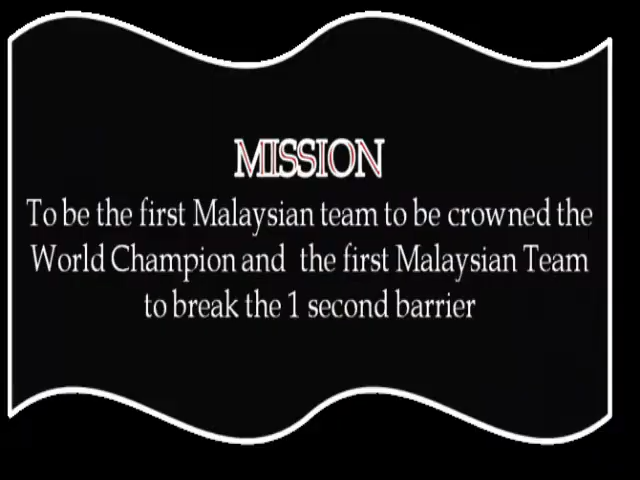 MISSION
To be the first Malaysian team to be crowned the
World Champion and the first Malaysian Team
to break the 1 second barrier